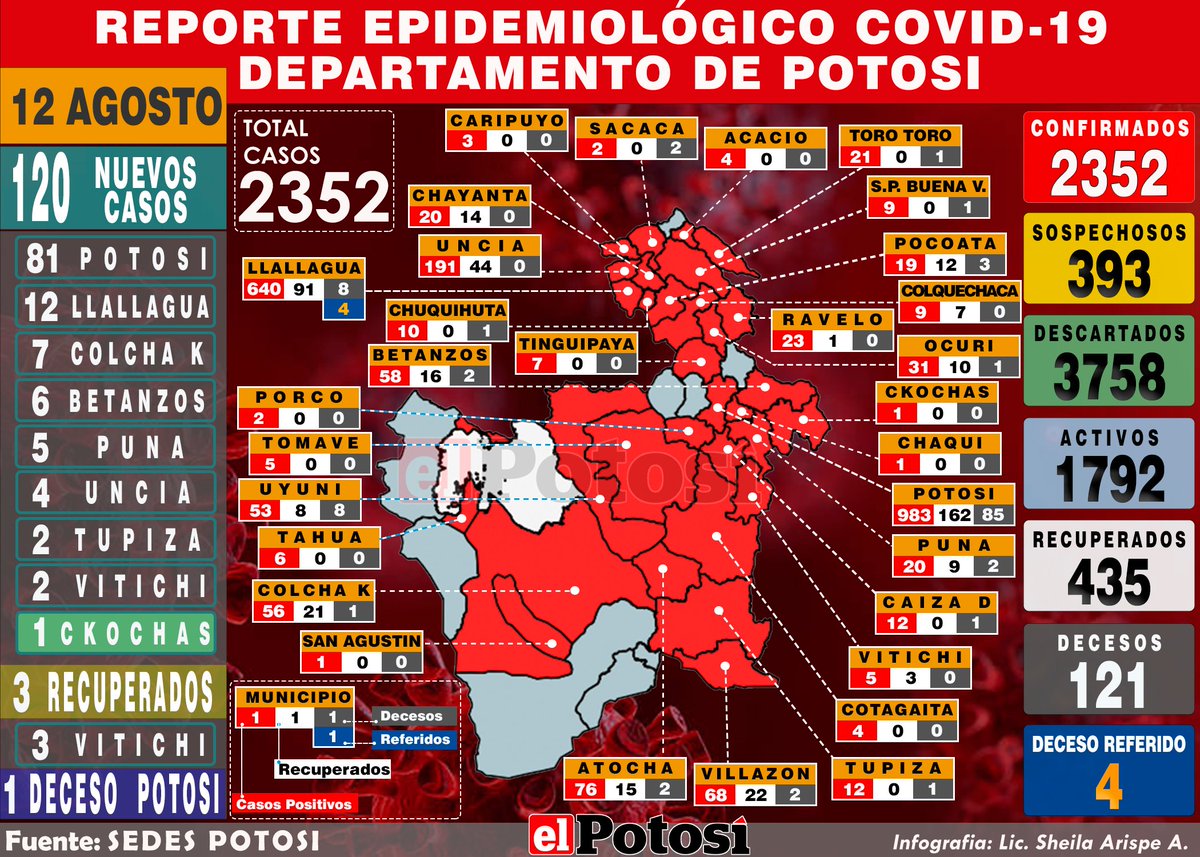 REPORTE EPIDEMIOLÓGICO COVID-19
DEPARTAMENTO DE POTOSI
12 AGOSTO
120 NUEVOS CASOS
81 POTOSI
12 LLALLAGUA
7 COLCHA K
6 BETANZOS
5 PUNA
4 UNCIA
2 TUPIZA
2 VITICHI
1 CKOCHAS
3 RECUPERADOS
3 VITICHI
1 DECESO POTOSI
TOTAL
CASOS
2352
CARIPUYO
3 0 0
SACACA
2 0 2
ACACIO
4 0 0
TORO TORO
21 0 1
CHAYANTA
20 14 0
S.P. BUENA V.
9 0 1
UNCIA
191 44 0
POCOATA
19 12 3
LLALLAGUA
640 91 8
4
COLQUECHACA
9 7 0
CHUQUIHUTA
10 0 1
RAVELO
23 1 0
TINGUIPAYA
7 0 0
OCURI
31 10 1
BETANZOS
58 16 2
CKOCHAS
1 0 0
PORCO
2 0 0
CHAQUI
1 0 0
TOMAVE
5 0 0
POTOSI
983 162 85
UYUNI
53 8 8
PUNA
20 9 2
TAHUA
6 0 0
COLCHA K
56 21 1
CAIZA D
12 0 1
SAN AGUSTIN
1 0 0
VITICHI
5 3 0
COTAGAITA
4 0 0
ATOCHA
76 15 2
VILLAZON
68 22 2
TUPIZA
12 0 1
MUNICIPIO
1 1 1 Decesos
1 Referidos
Recuperados
Casos Positivos
el Potosí
CONFIRMADOS
2352
SOSPECHOSOS
393
DESCARTADOS
3758
ACTIVOS
1792
RECUPERADOS
435
DECESOS
121
DECESO REFERIDO
4
Fuente: SEDES POTOSI
el Potosí
Infografia: Lic. Sheila Arispe A.